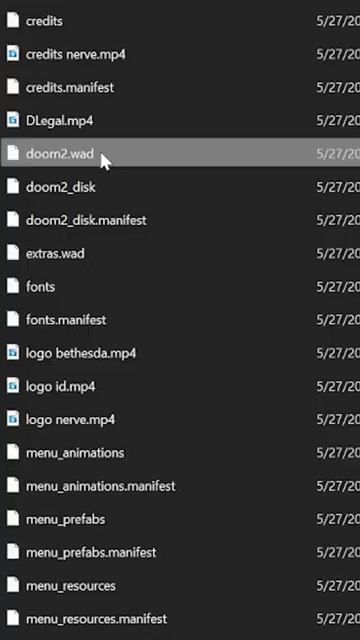 credits 5/27/20
credits nerve.mp4 5/27/20
credits.manifest 5/27/20
DLegal.mp4 5/27/20
doom2.wad 5/27/20
doom2_disk 5/27/20
doom2_disk.manifest 5/27/20
extras.wad 5/27/20
fonts 5/27/20
fonts.manifest 5/27/20
logo bethesda.mp4 5/27/20
logo id.mp4 5/27/20
logo nerve.mp4 5/27/20
menu_animations 5/27/20
menu_animations.manifest 5/27/20
menu_prefabs 5/27/20
menu_prefabs.manifest 5/27/20
menu_resources 5/27/20
menu_resources.manifest 5/27/20